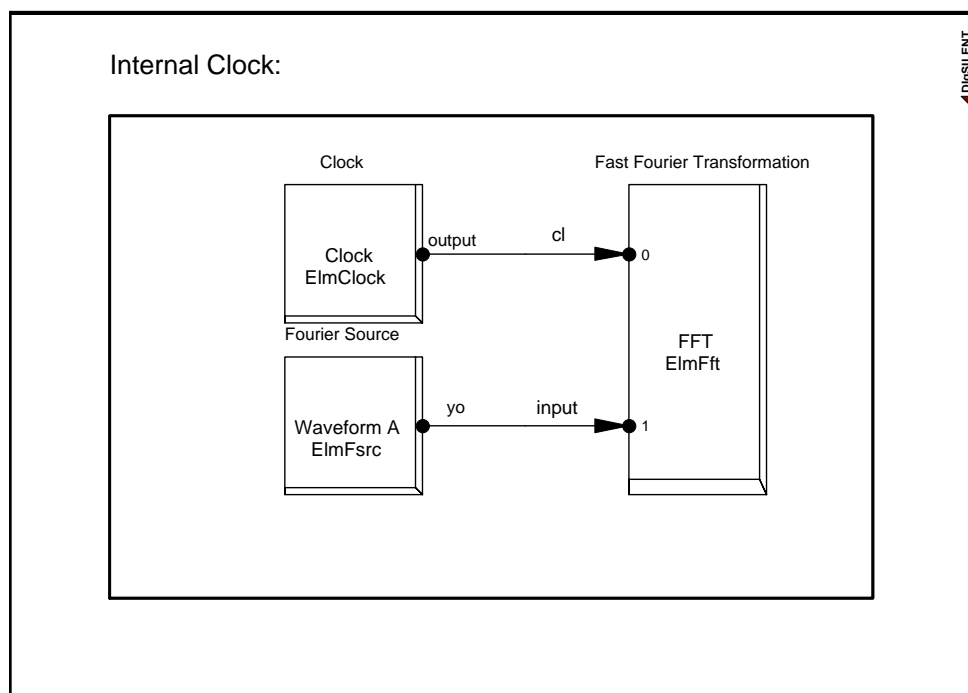 Internal Clock:
DIgSILENT
Clock
Fast Fourier Transformation
Clock
ElmClock
output
cl
0
Fourier Source
FFT
ElmFft
Waveform A
ElmFsrc
yo
input
1